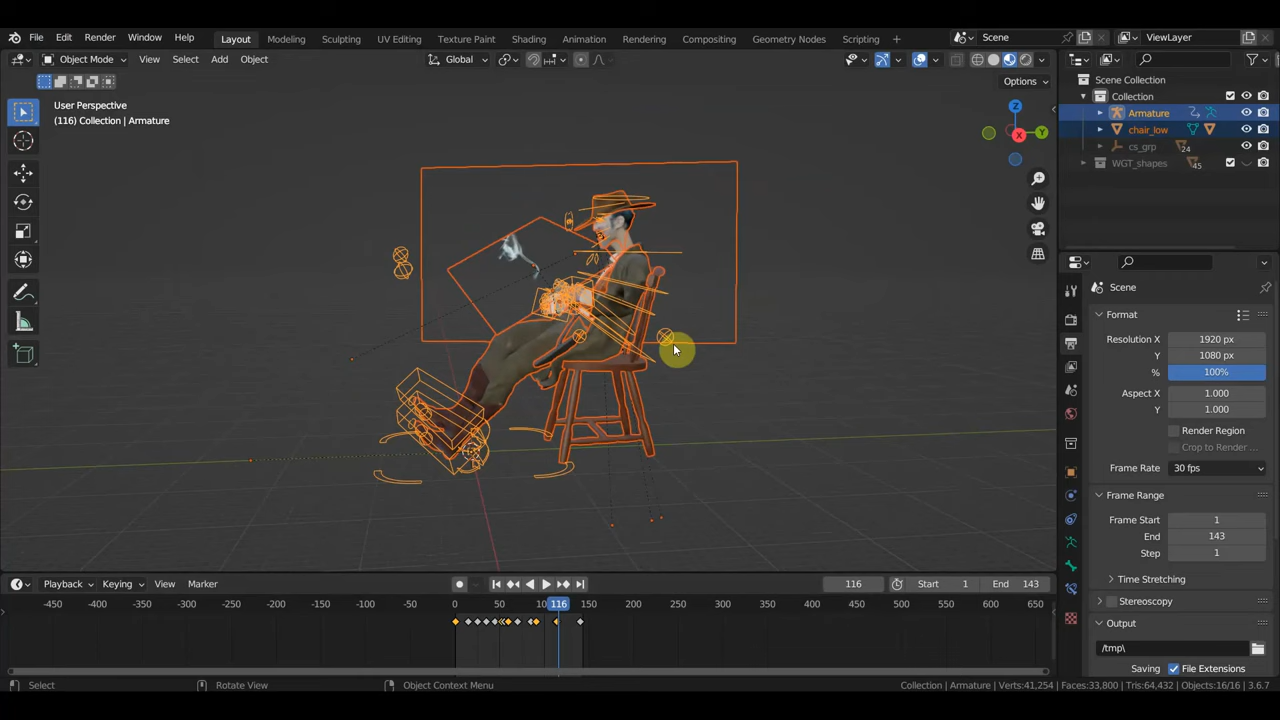 File Edit Render Window Help Layout Modeling Sculpting UV Editing Texture Paint Shading Animation Rendering Compositing Geometry Nodes Scripting + Scene ViewLayer
Object Mode View Select Add Object Global
Options
User Perspective
(116) Collection | Armature
Z
Y
X
Scene Collection
Collection
Armature
chair_low
cs_grp 24
WGT_shapes 45
Scene
Format
Resolution X 1920 px
Y 1080 px
% 100%
Aspect X 1.000
Y 1.000
Render Region
Crop to Render ...
Frame Rate 30 fps
Frame Range
Frame Start 1
End 143
Step 1
Time Stretching
Stereoscopy
Output
/tmp\
Saving File Extensions
Playback Keying View Marker 116 Start 1 End 143
-450 -400 -350 -300 -250 -200 -150 -100 -50 0 50 10 116 150 200 250 300 350 400 450 500 550 600 650
Select Rotate View Object Context Menu Collection | Armature | Verts:41,254 | Faces:33,800 | Tris:64,432 | Objects:16/16 | 3.6.7